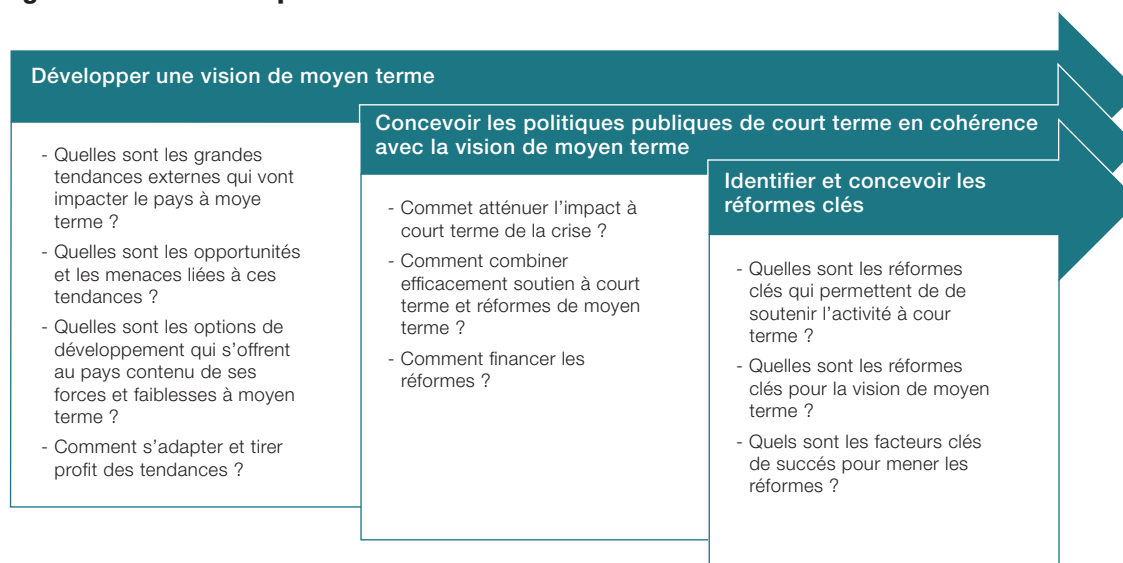 Développer une vision de moyen terme
- Quelles sont les grandes
tendances externes qui vont
impacter le pays à moye
terme ?
- Quelles sont les opportunités
et les menaces liées à ces
tendances ?
- Quelles sont les options de
développement qui s'offrent
au pays contenu de ses
forces et faiblesses à moyen
terme ?
- Comment s'adapter et tirer
profit des tendances ?
Concevoir les politiques publiques de court terme en cohérence
avec la vision de moyen terme
- Commet atténuer l'impact à
court terme de la crise ?
- Comment combiner
efficacement soutien à court
terme et réformes de moyen
terme ?
- Comment financer les
réformes ?
Identifier et concevoir les
réformes clés
- Quelles sont les réformes
clés qui permettent de de
soutenir l'activité à cour
terme ?
- Quelles sont les réformes
clés pour la vision de moyen
terme ?
- Quels sont les facteurs clés
de succés pour mener les
réformes ?